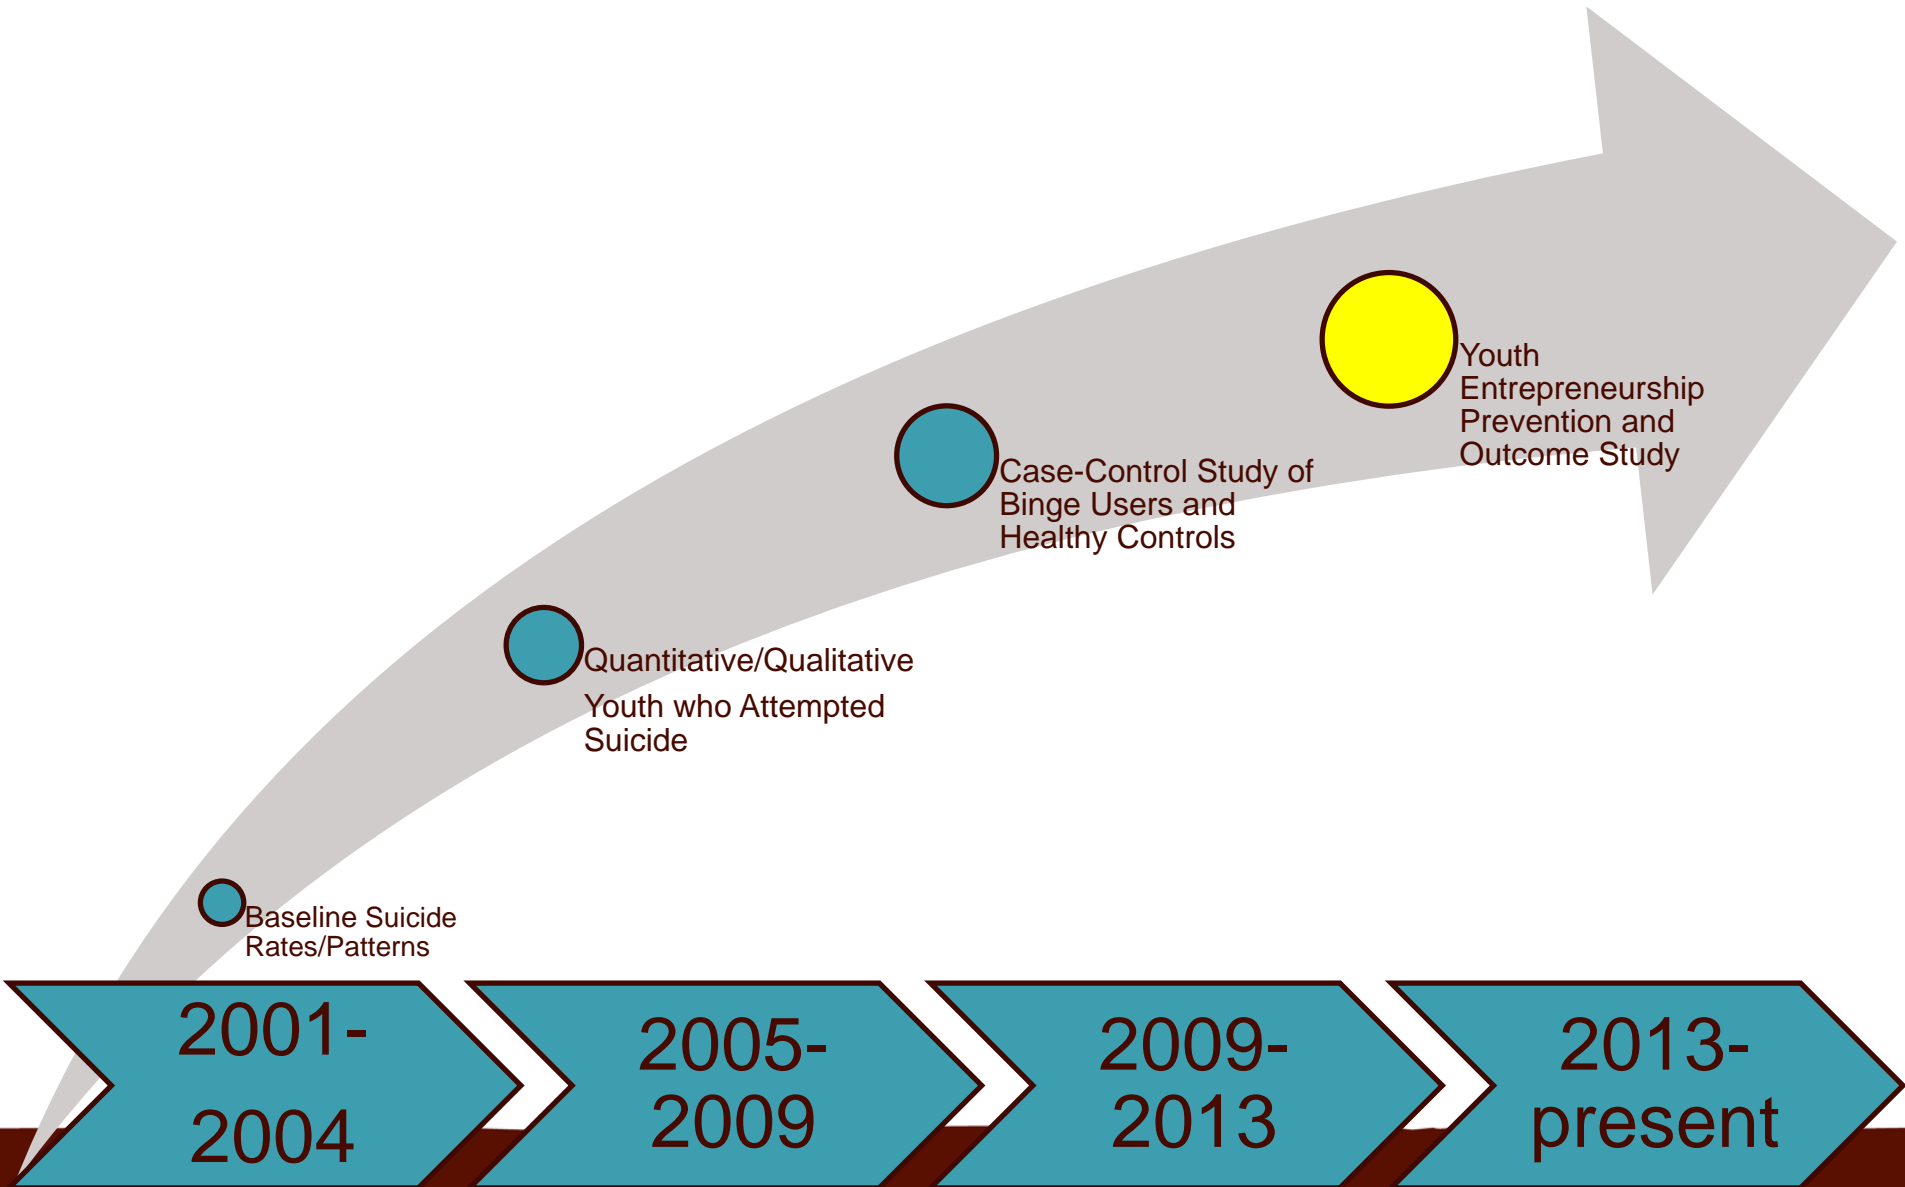 Youth
Entrepreneurship
Prevention and
Outcome Study
Case-Control Study of
Binge Users and
Healthy Controls
Quantitative/Qualitative
Youth who Attempted
Suicide
Baseline Suicide
Rates/Patterns
2001-
2004
2005-
2009
2009-
2013
2013-
present